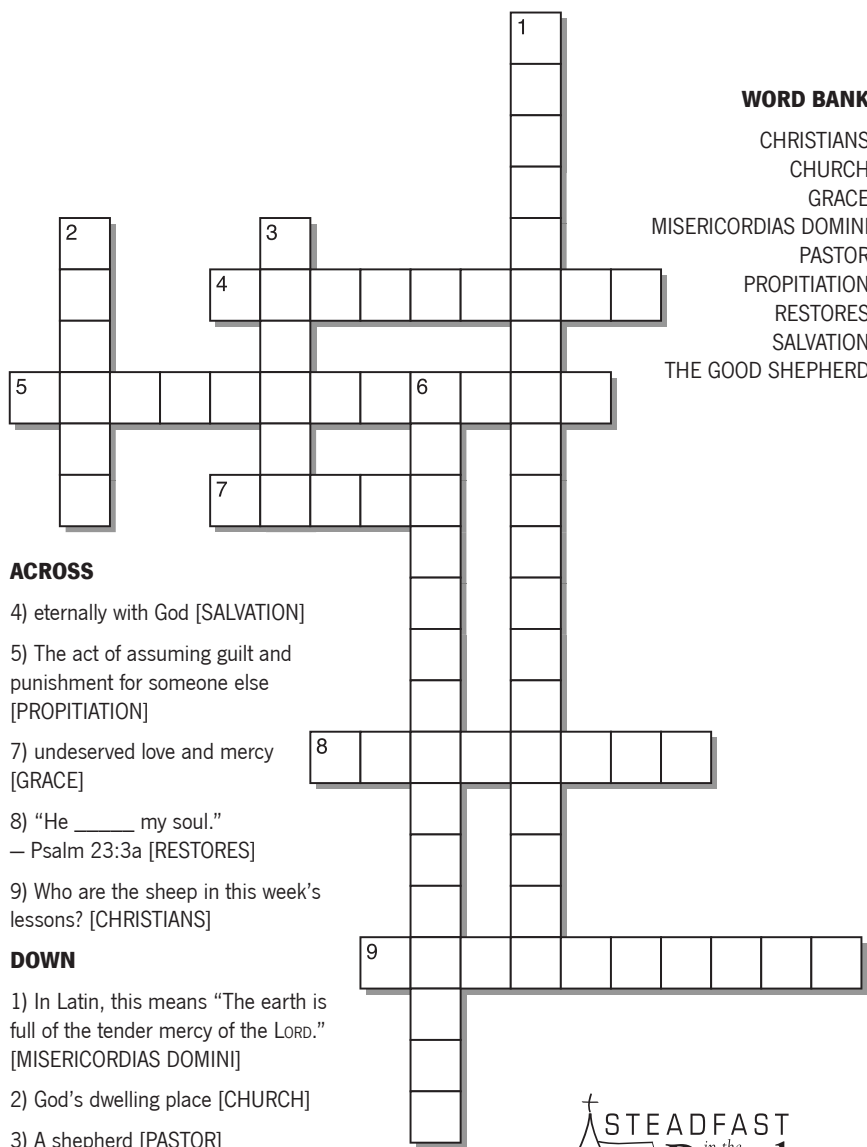 1
WORD BANK
CHRISTIANS
CHURCH
GRACE
MISERICORDIAS DOMINI
PASTOR
PROPITIATION
RESTORES
SALVATION
THE GOOD SHEPHERD
2
3
4
5
6
7
8
9
ACROSS
4) eternally with God [SALVATION]
5) The act of assuming guilt and
punishment for someone else
[PROPITIATION]
7) undeserved love and mercy
[GRACE]
8) “He _____ my soul.”
— Psalm 23:3a [RESTORES]
9) Who are the sheep in this week’s
lessons? [CHRISTIANS]
DOWN
1) In Latin, this means “The earth is
full of the tender mercy of the LORD.”
[MISERICORDIAS DOMINI]
2) God’s dwelling place [CHURCH]
3) A shepherd [PASTOR]
STEADFAST
in the